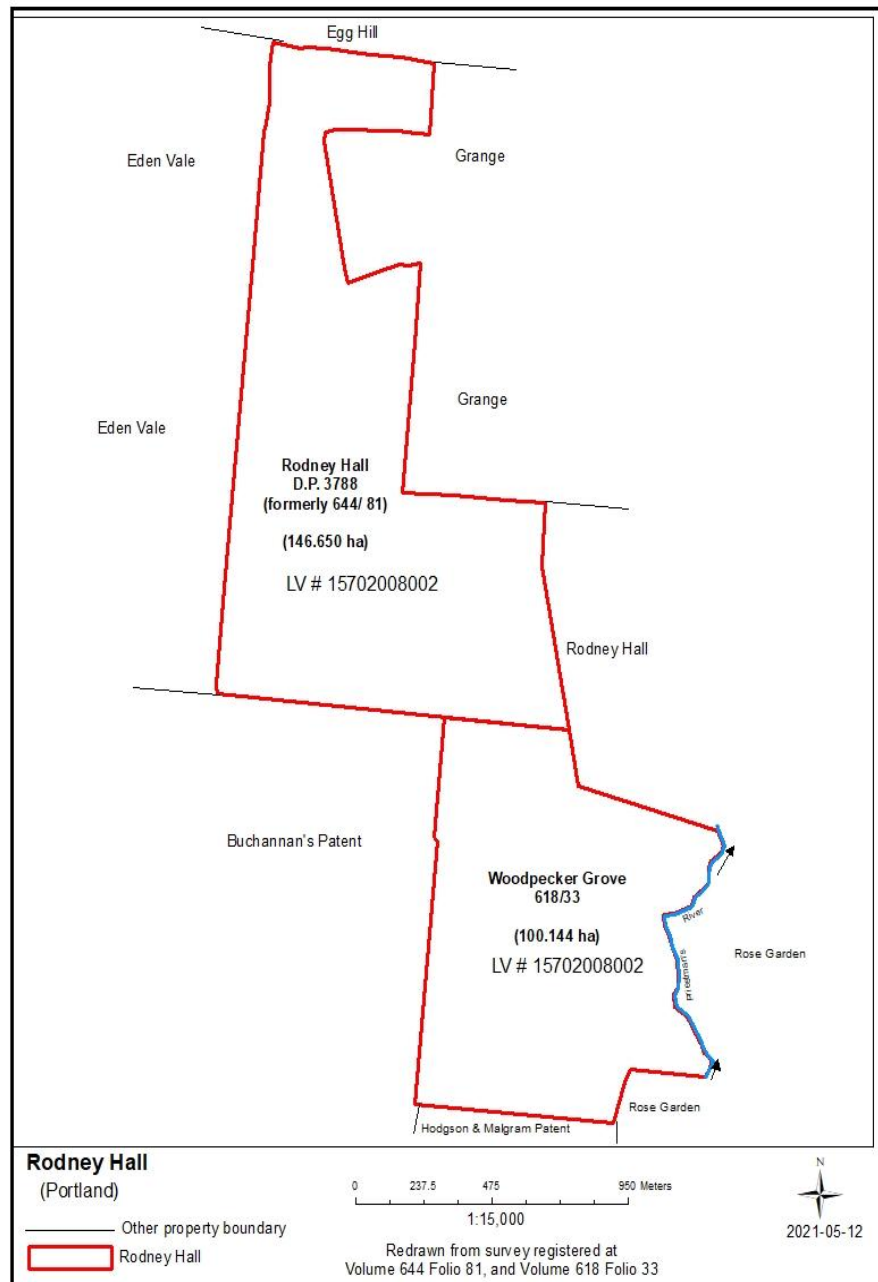 Egg Hill
Eden Vale
Grange
Eden Vale
Grange
Rodney Hall
D.P. 3788
(formerly 644/ 81)
(146.650 ha)
LV # 15702008002
Rodney Hall
Buchannan's Patent
Woodpecker Grove
618/33
(100.144 ha)
LV # 15702008002
River
Rose Garden
Rose Garden
Hodgson & Malgram Patent
Rodney Hall
(Portland)
Other property boundary
Rodney Hall
0 237.5 475 950 Meters
1:15,000
Redrawn from survey registered at
Volume 644 Folio 81, and Volume 618 Folio 33
N
2021-05-12